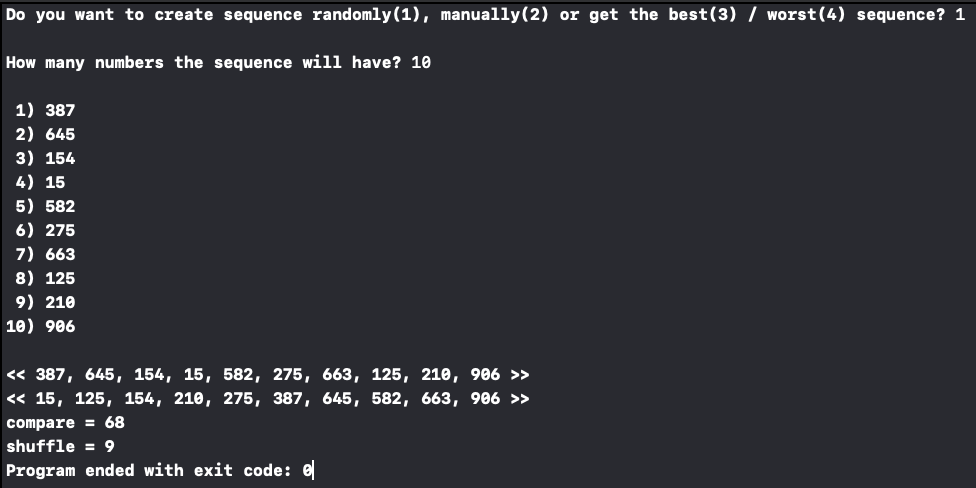 Do you want to create sequence randomly(1), manually(2) or get the best(3) / worst(4) sequence? 1
How many numbers the sequence will have? 10
1) 387
2) 645
3) 154
4) 15
5) 582
6) 275
7) 663
8) 125
9) 210
10) 906
<< 387, 645, 154, 15, 582, 275, 663, 125, 210, 906 >>
<< 15, 125, 154, 210, 275, 387, 645, 582, 663, 906 >>
compare = 68
shuffle = 9
Program ended with exit code: 0